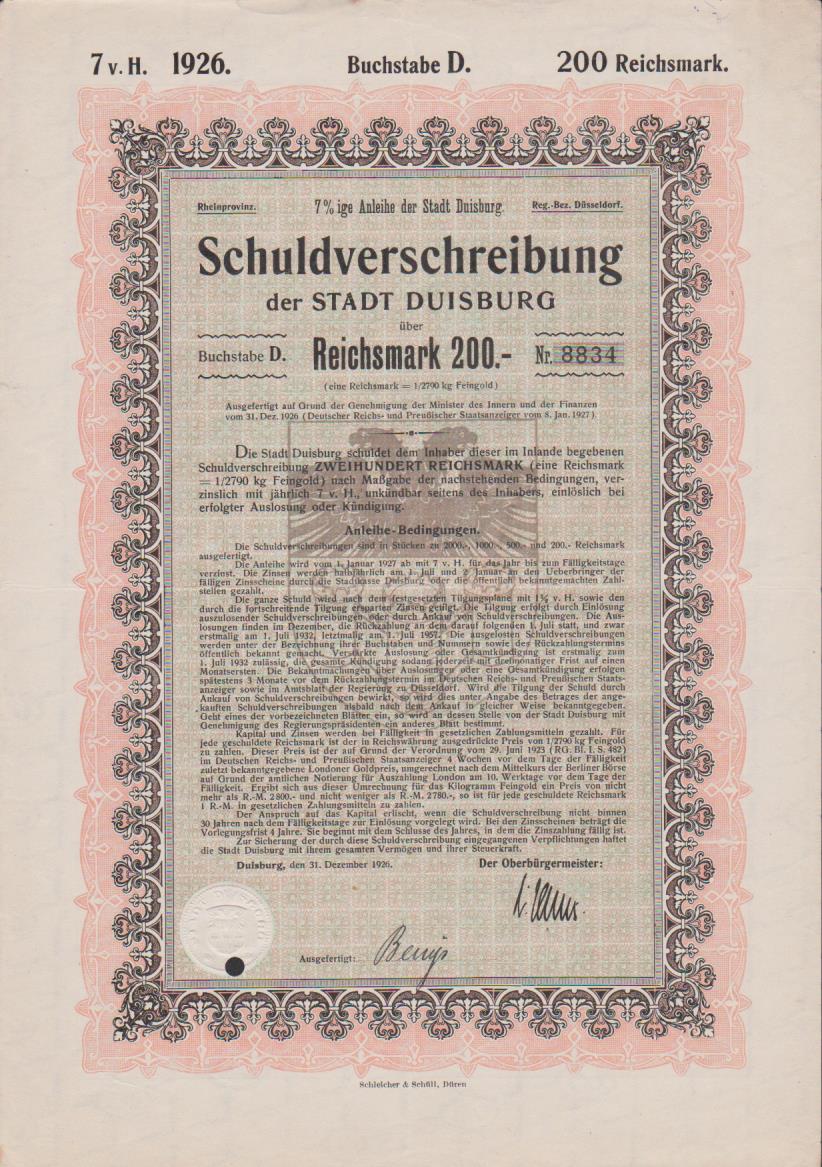 7 v. H. 1926. Buchstabe D. 200 Reichsmark.
Rheinprovinz. 7% ige Anleihe der Stadt Duisburg. Reg.-Bez. Düsseldorf.
Schuldverschreibung
der STADT DUISBURG
über
Buchstabe D. Reichsmark 200.- Nr. 8834
(eine Reichsmark = 1/2790 kg Feingold)
Ausgefertigt auf Grund der Genehmigung der Minister des Innern und der Finanzen
vom 31. Dez. 1926 (Deutscher Reichs- und Preußischer Staatsanzeiger vom 8. Jan. 1927).
Die Stadt Duisburg schuldet dem Inhaber dieser im Inlande begebenen
Schuldverschreibung ZWEIHUNDERT REICHSMARK (eine Reichsmark
= 1/2790 kg Feingold) nach Maßgabe der nachstehenden Bedingungen, ver-
zinslich mit jährlich 7 v. H., unkündbar seitens des Inhabers, einlöslich bei
erfolgter Auslosung oder Kündigung.
Anleihe-Bedingungen.
Die Schuldverschreibungen sind in Stücken zu 2000.-, 1000.-, 500.- und 200.- Reichsmark
ausgefertigt.
Die Anleihe wird vom 1. Januar 1927 ab mit 7 v. H. für das Jahr bis zum Fälligkeitstage
verzinst. Die Zinsen werden halbjährlich am 1. Juli und 2. Januar an den Ueberbringer der
fälligen Zinsscheine durch die Stadtkasse Duisburg oder die öffentlich bekanntgemachten Zahl-
stellen gezahlt.
Die ganze Schuld wird nach dem festgesetzten Tilgungsplane mit 1¾ v. H. sowie den
durch die fortschreitende Tilgung ersparten Zinsen getilgt. Die Tilgung erfolgt durch Einlösung
auszulosender Schuldverschreibungen oder durch Ankauf von Schuldverschreibungen. Die Aus-
losungen finden im Dezember, die Rückzahlung an dem darauf folgenden 1. Juli statt, und zwar
erstmalig am 1. Juli 1932, letztmalig am 1. Juli 1957. Die ausgelosten Schuldverschreibungen
werden unter der Bezeichnung ihrer Buchstaben und Nummern sowie des Rückzahlungstermins
öffentlich bekannt gemacht. Verstärkte Auslosung oder Gesamtkündigung ist erstmalig zum
1. Juli 1932 zulässig, die gesamte Kündigung sodann jederzeit mit dreimonatiger Frist auf einen
Monatsersten. Die Bekanntmachungen über Auslosungen oder eine Gesamtkündigung erfolgen
spätestens 3 Monate vor dem Rückzahlungstermin im Deutschen Reichs- und Preußischen Staats-
anzeiger sowie im Amtsblatt der Regierung zu Düsseldorf. Wird die Tilgung der Schuld durch
Ankauf von Schuldverschreibungen bewirkt, so wird dies unter Angabe des Betrages der ange-
kauften Schuldverschreibungen alsbald nach dem Ankauf in gleicher Weise bekanntgegeben.
Geht eines der vorbezeichneten Blätter ein, so wird an dessen Stelle von der Stadt Duisburg mit
Genehmigung des Regierungspräsidenten ein anderes Blatt bestimmt.
Kapital und Zinsen werden bei Fälligkeit in gesetzlichen Zahlungsmitteln gezahlt. Für
jede geschuldete Reichsmark ist der in Reichswährung ausgedrückte Preis von 1/2790 kg Feingold
zu zahlen. Dieser Preis ist der auf Grund der Verordnung vom 29. Juni 1923 (RG. Bl. I. S. 482)
im Deutschen Reichs- und Preußischen Staatsanzeiger 4 Wochen vor dem Tage der Fälligkeit
zuletzt bekanntgegebene Londoner Goldpreis, umgerechnet nach dem Mittelkurs der Berliner Börse
auf Grund der amtlichen Notierung für Auszahlung London am 10. Werktage vor dem Tage der
Fälligkeit. Ergibt sich aus dieser Umrechnung für das Kilogramm Feingold ein Preis von nicht
mehr als R.-M. 2800.- und nicht weniger als R.-M. 2780.-, so ist für jede geschuldete Reichsmark
1 R.-M. in gesetzlichen Zahlungsmitteln zu zahlen.
Der Anspruch auf das Kapital erlischt, wenn die Schuldverschreibung nicht binnen
30 Jahren nach dem Fälligkeitstage zur Einlösung vorgelegt wird. Bei den Zinsscheinen beträgt die
Vorlegungsfrist 4 Jahre. Sie beginnt mit dem Schlusse des Jahres, in dem die Zinszahlung fällig ist.
Zur Sicherung der durch diese Schuldverschreibung eingegangenen Verpflichtungen haftet
die Stadt Duisburg mit ihrem gesamten Vermögen und ihrer Steuerkraft.
Duisburg, den 31. Dezember 1926. Der Oberbürgermeister:
Ausgefertigt:
Schleicher & Schüll, Düren